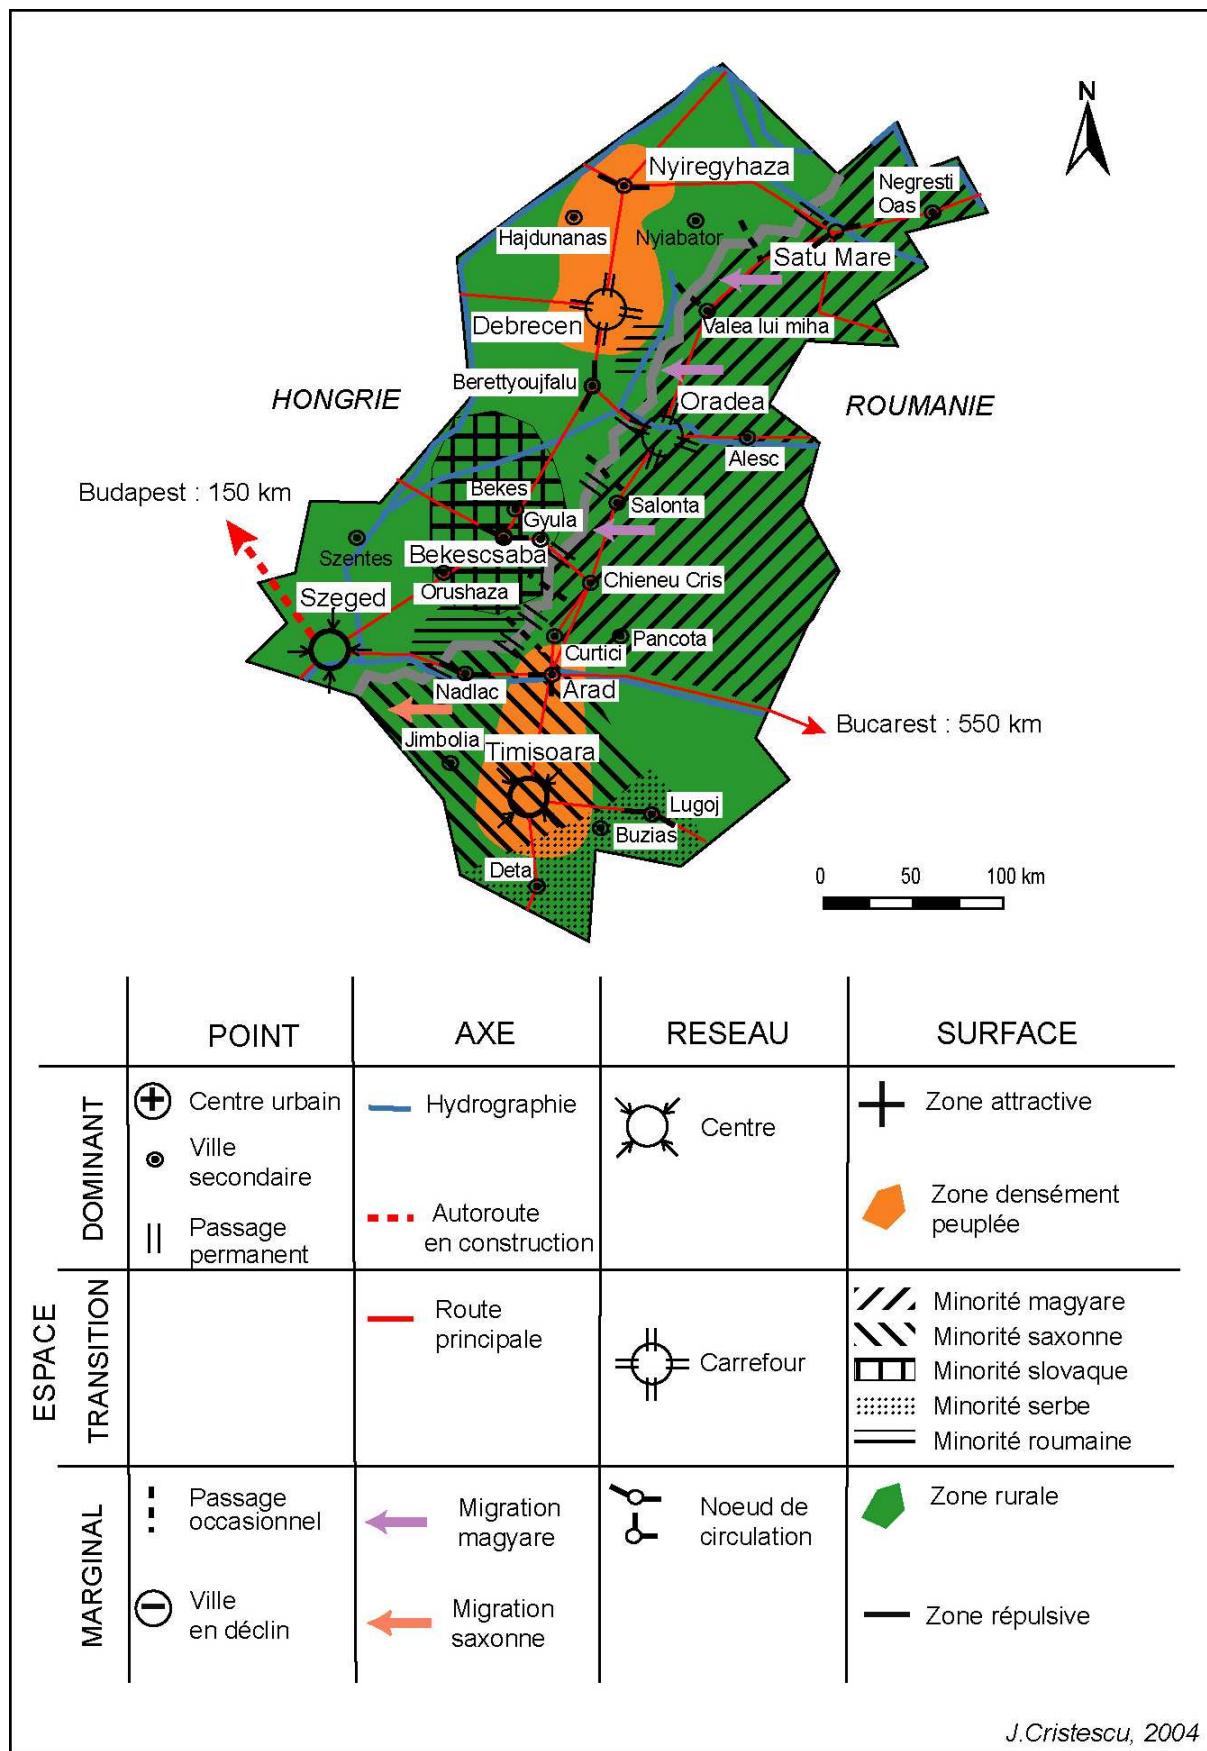 N
Nyiregyhaza
Negresti
Oas
Hajdunanas
Nyiabator
Satu Mare
Debrecen
Valea lui miha
Berettyoujfalu
HONGRIE
Oradea
ROUMANIE
Alesc
Budapest : 150 km
Bekes
Salonta
Gyula
Szentes
Bekescsaba
Orushaza
Chieneu Cris
Szeged
Curtici
Pancota
Nadlac
Arad
Bucarest : 550 km
Jimbolia
Timisoara
Lugoj
Buzias
Deta
0 50 100 km
POINT AXE RESEAU SURFACE
ESPACE
DOMINANT
Centre urbain
Ville
secondaire
Passage
permanent
Hydrographie
Autoroute
en construction
Centre
Zone attractive
Zone densément
peuplée
TRANSITION
Route
principale
Carrefour
Minorité magyare
Minorité saxonne
Minorité slovaque
Minorité serbe
Minorité roumaine
MARGINAL
Passage
occasionnel
Ville
en déclin
Migration
magyare
Migration
saxonne
Noeud de
circulation
Zone rurale
Zone répulsive
J.Cristescu, 2004